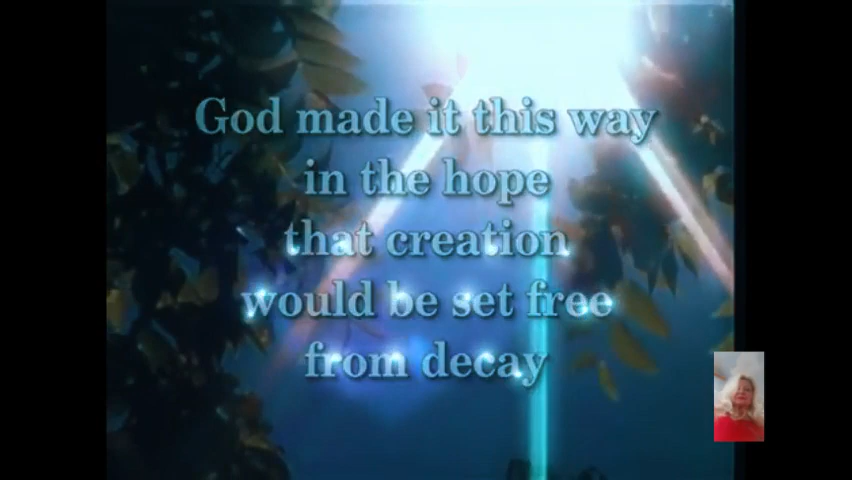 God made it this way
in the hope
that creation
would be set free
from decay